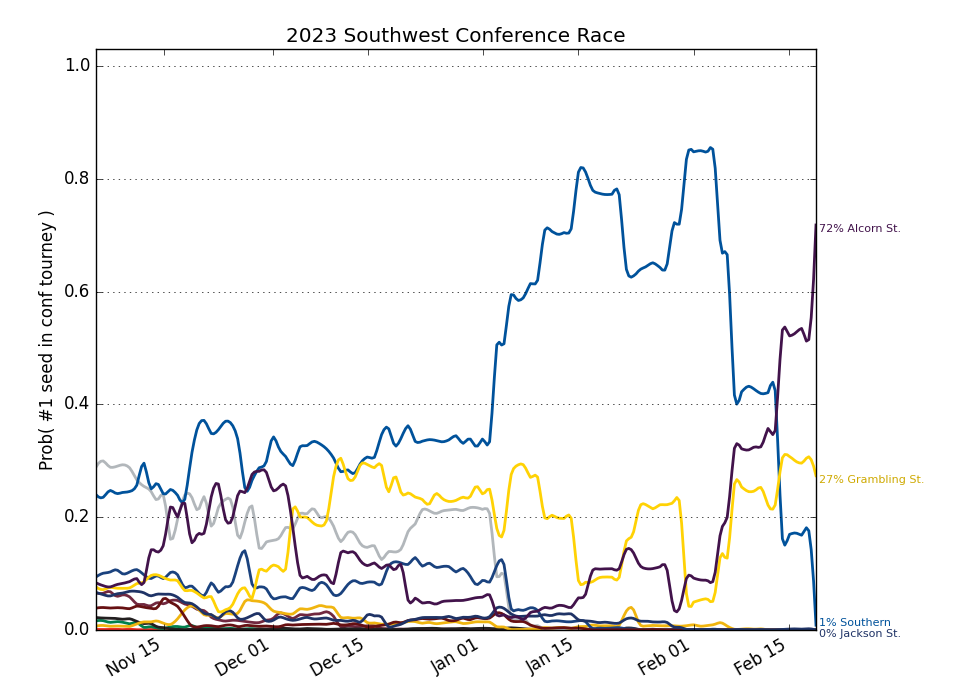 2023 Southwest Conference Race
Prob( #1 seed in conf tourney )
1.0
0.8
0.6
0.4
0.2
0.0
72% Alcorn St.
27% Grambling St.
1% Southern
0% Jackson St.
Nov 15
Dec 01
Dec 15
Jan 01
Jan 15
Feb 01
Feb 15